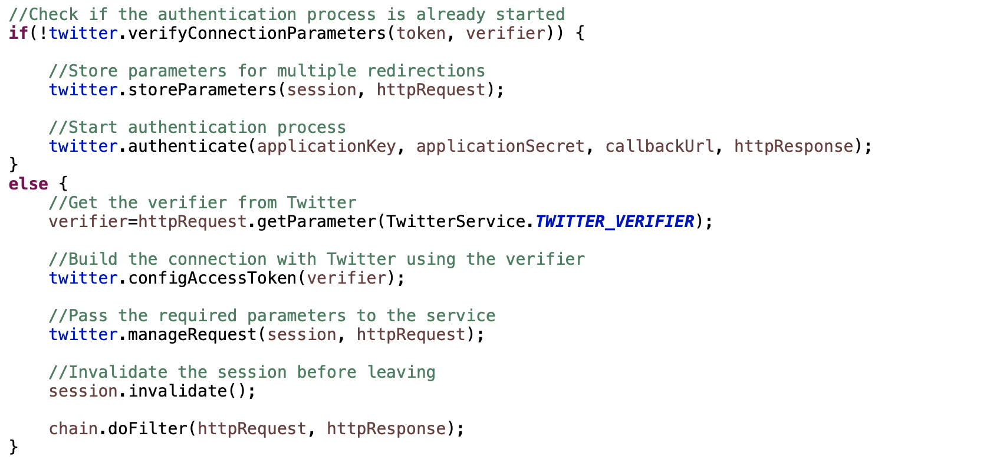 //Check if the authentication process is already started
if(!twitter.verifyConnectionParameters(token, verifier)) {
//Store parameters for multiple redirections
twitter.storeParameters(session, httpRequest);
//Start authentication process
twitter.authenticate(applicationKey, applicationSecret, callbackUrl, httpResponse);
}
else {
//Get the verifier from Twitter
verifier=httpRequest.getParameter(TwitterService.TWITTER_VERIFIER);
//Build the connection with Twitter using the verifier
twitter.configAccessToken(verifier);
//Pass the required parameters to the service
twitter.manageRequest(session, httpRequest);
//Invalidate the session before leaving
session.invalidate();
chain.doFilter(httpRequest, httpResponse);
}